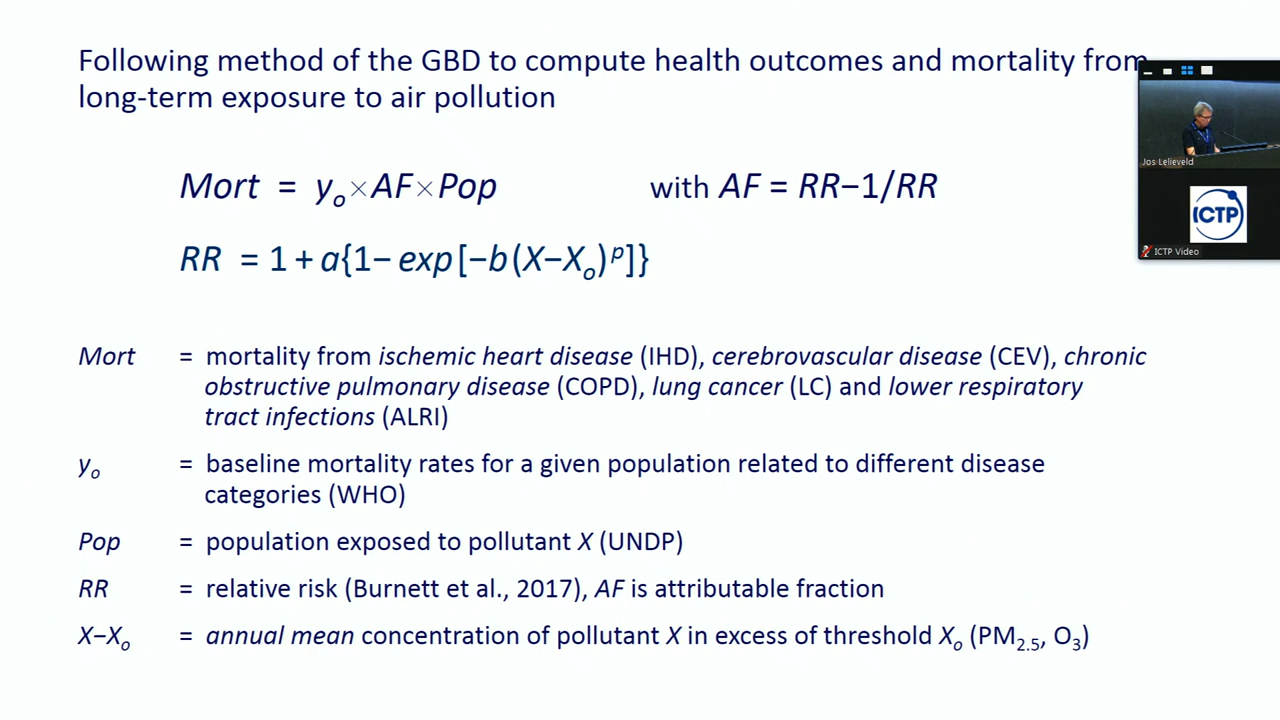 Following method of the GBD to compute health outcomes and mortality from
long-term exposure to air pollution
Mort = yₒ×AF×Pop with AF = RR−1/RR
RR = 1 + a{1− exp [−b (X−Xₒ)ᵖ]}
Mort = mortality from ischemic heart disease (IHD), cerebrovascular disease (CEV), chronic
obstructive pulmonary disease (COPD), lung cancer (LC) and lower respiratory
tract infections (ALRI)
yₒ = baseline mortality rates for a given population related to different disease
categories (WHO)
Pop = population exposed to pollutant X (UNDP)
RR = relative risk (Burnett et al., 2017), AF is attributable fraction
X−Xₒ = annual mean concentration of pollutant X in excess of threshold Xₒ (PM₂.₅, O₃)
Jos Lelieveld
ICTP
ICTP Video